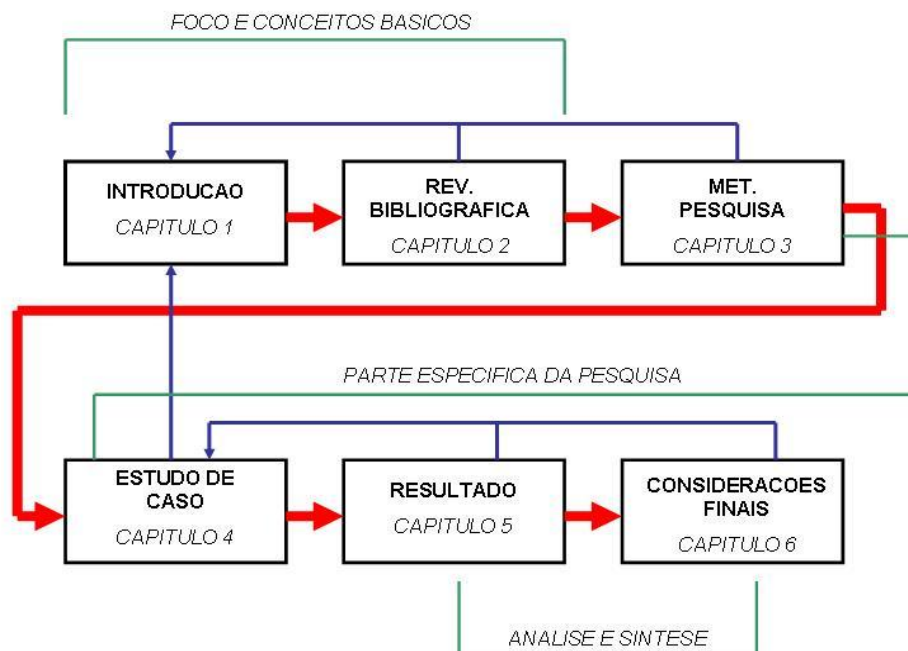 FOCO E CONCEITOS BASICOS
INTRODUCAO
CAPITULO 1
REV.
BIBLIOGRAFICA
CAPITULO 2
MET.
PESQUISA
CAPITULO 3
PARTE ESPECIFICA DA PESQUISA
ESTUDO DE
CASO
CAPITULO 4
RESULTADO
CAPITULO 5
CONSIDERACOES
FINAIS
CAPITULO 6
ANALISE E SINTESE